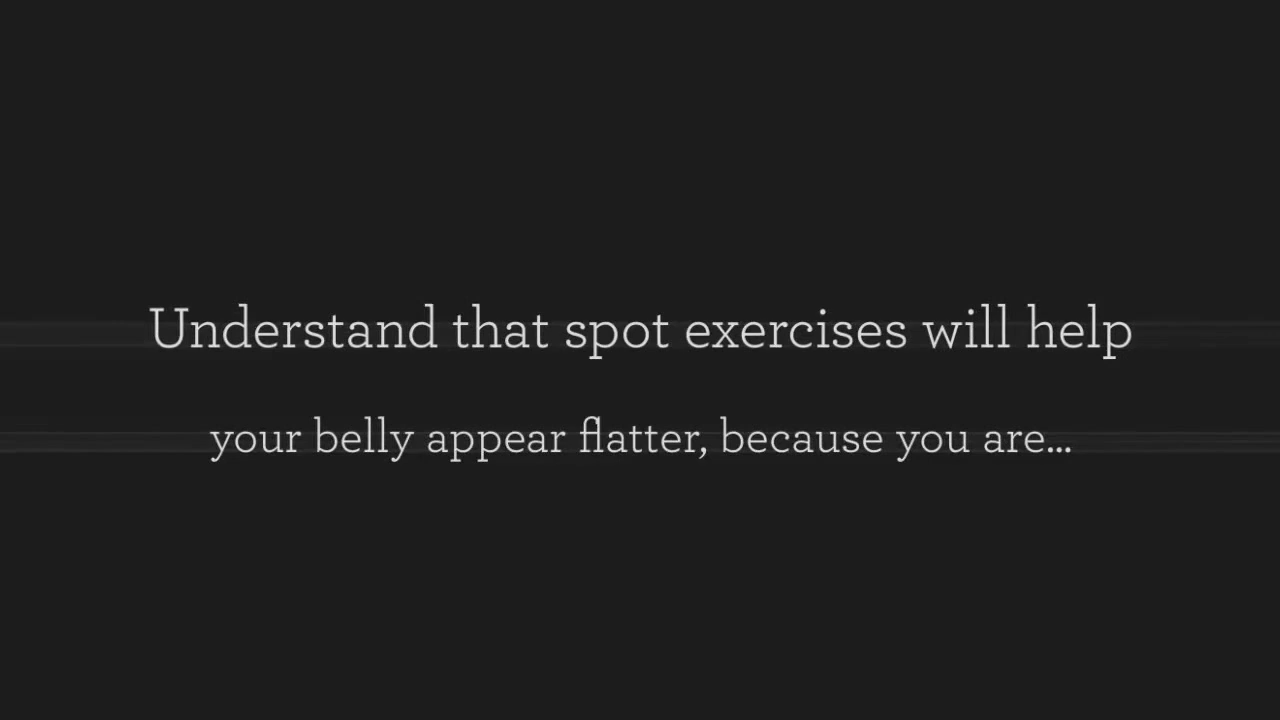 Understand that spot exercises will help
your belly appear flatter, because you are...